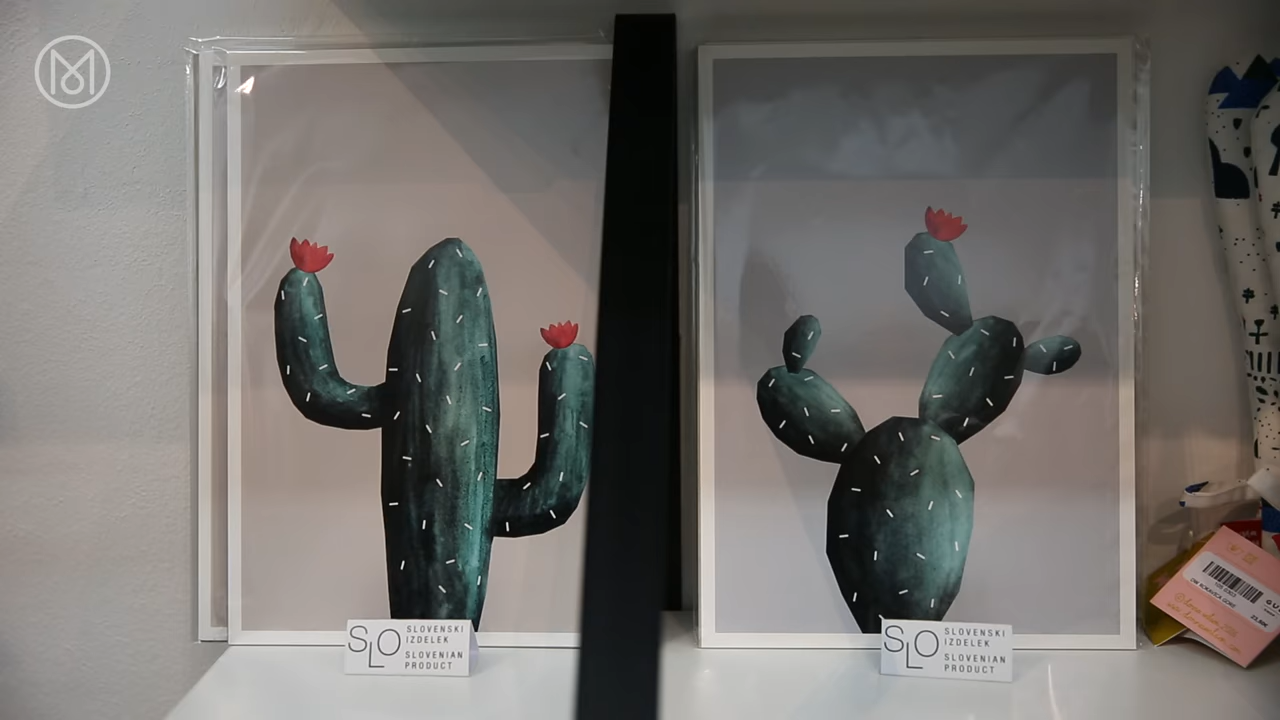 SLO
SLOVENSKI
IZDELEK
SLOVENIAN
PRODUCT
SLO
SLOVENSKI
IZDELEK
SLOVENIAN
PRODUCT